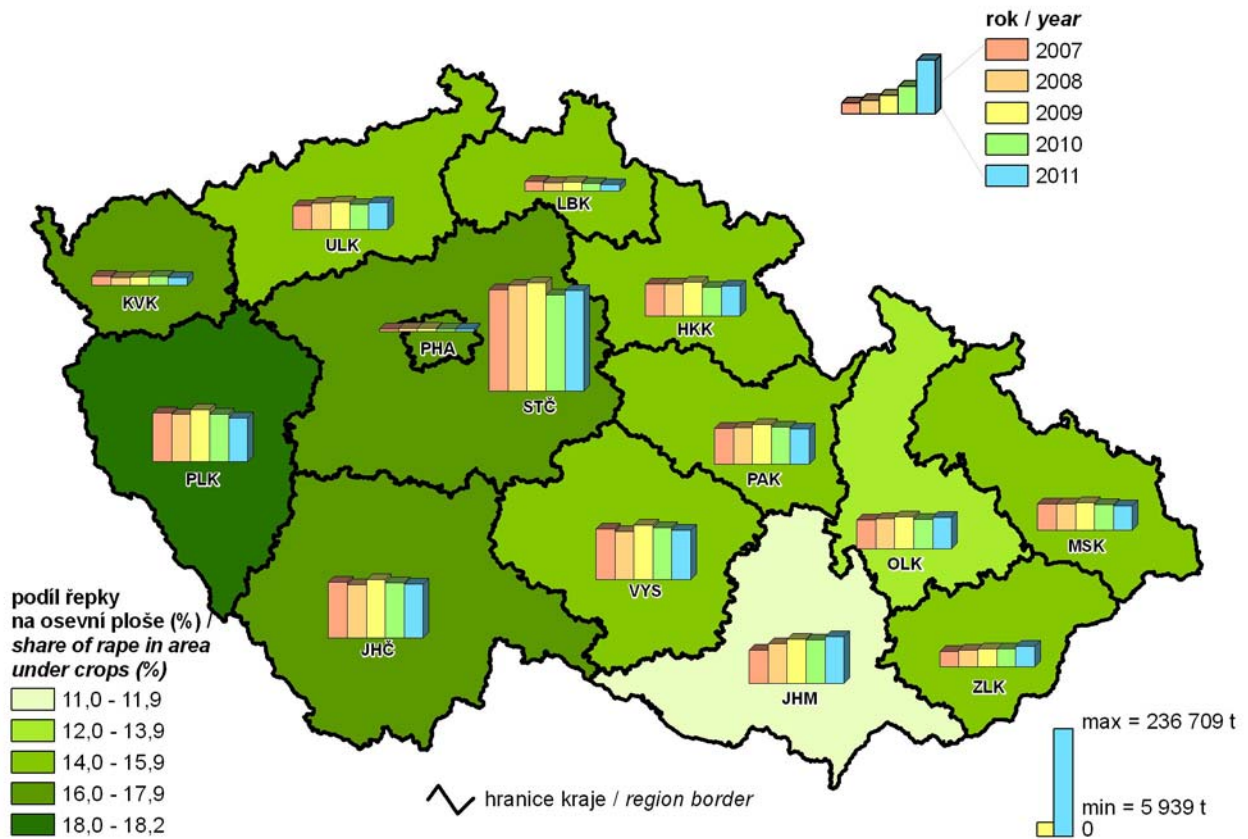 rok / year
2007
2008
2009
2010
2011
LBK
ULK
KVK
HKK
PHA
STČ
PLK
PAK
MSK
OLK
VYS
JHČ
ZLK
JHM
podíl řepky
na osevní ploše (%) /
share of rape in area
under crops (%)
11,0 - 11,9
12,0 - 13,9
14,0 - 15,9
16,0 - 17,9
18,0 - 18,2
hranice kraje / region border
max = 236 709 t
min = 5 939 t
0